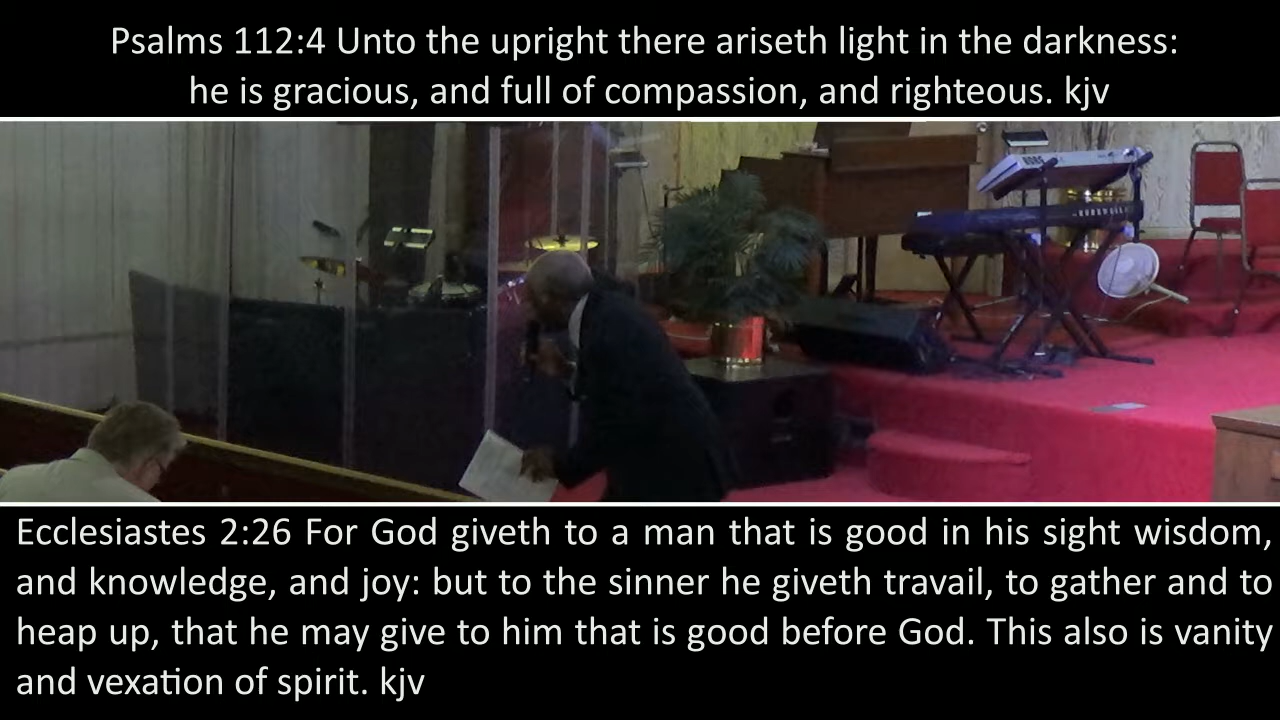 Psalms 112:4 Unto the upright there ariseth light in the darkness:
he is gracious, and full of compassion, and righteous. kjv
KORG
Ecclesiastes 2:26 For God giveth to a man that is good in his sight wisdom,
and knowledge, and joy: but to the sinner he giveth travail, to gather and to
heap up, that he may give to him that is good before God. This also is vanity
and vexation of spirit. kjv